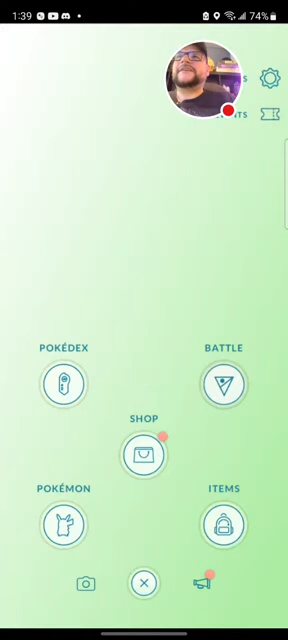 1:39
74%
POKÉDEX
BATTLE
SHOP
POKÉMON
ITEMS